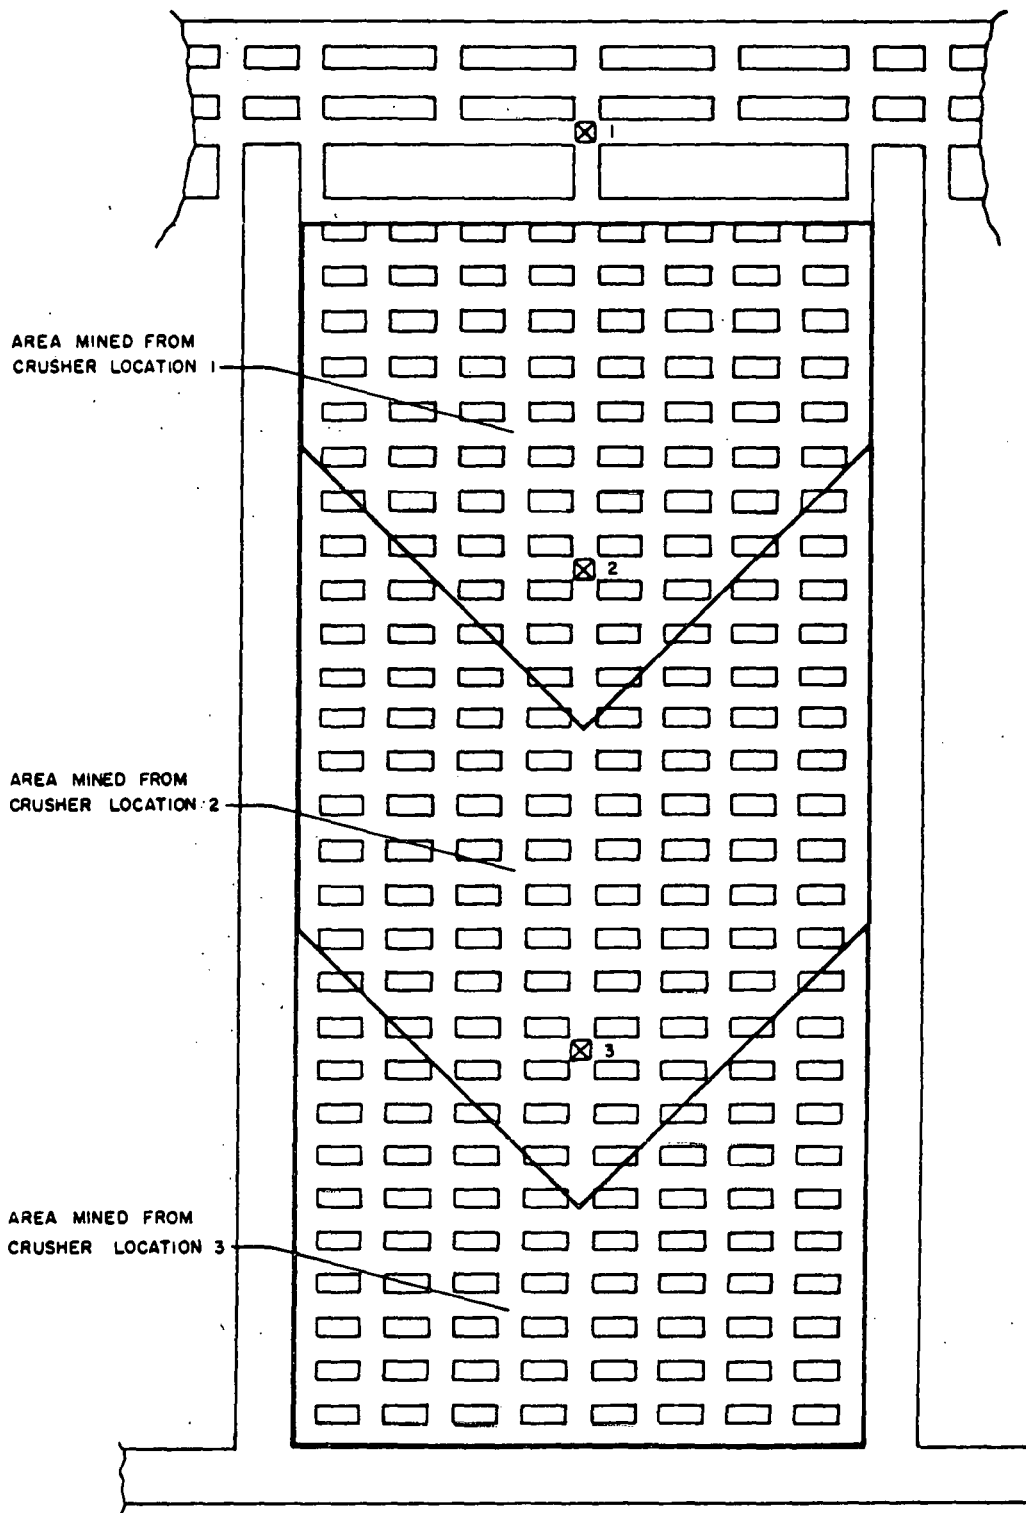 1
AREA MINED FROM
CRUSHER LOCATION 1
2
AREA MINED FROM
CRUSHER LOCATION 2
3
AREA MINED FROM
CRUSHER LOCATION 3